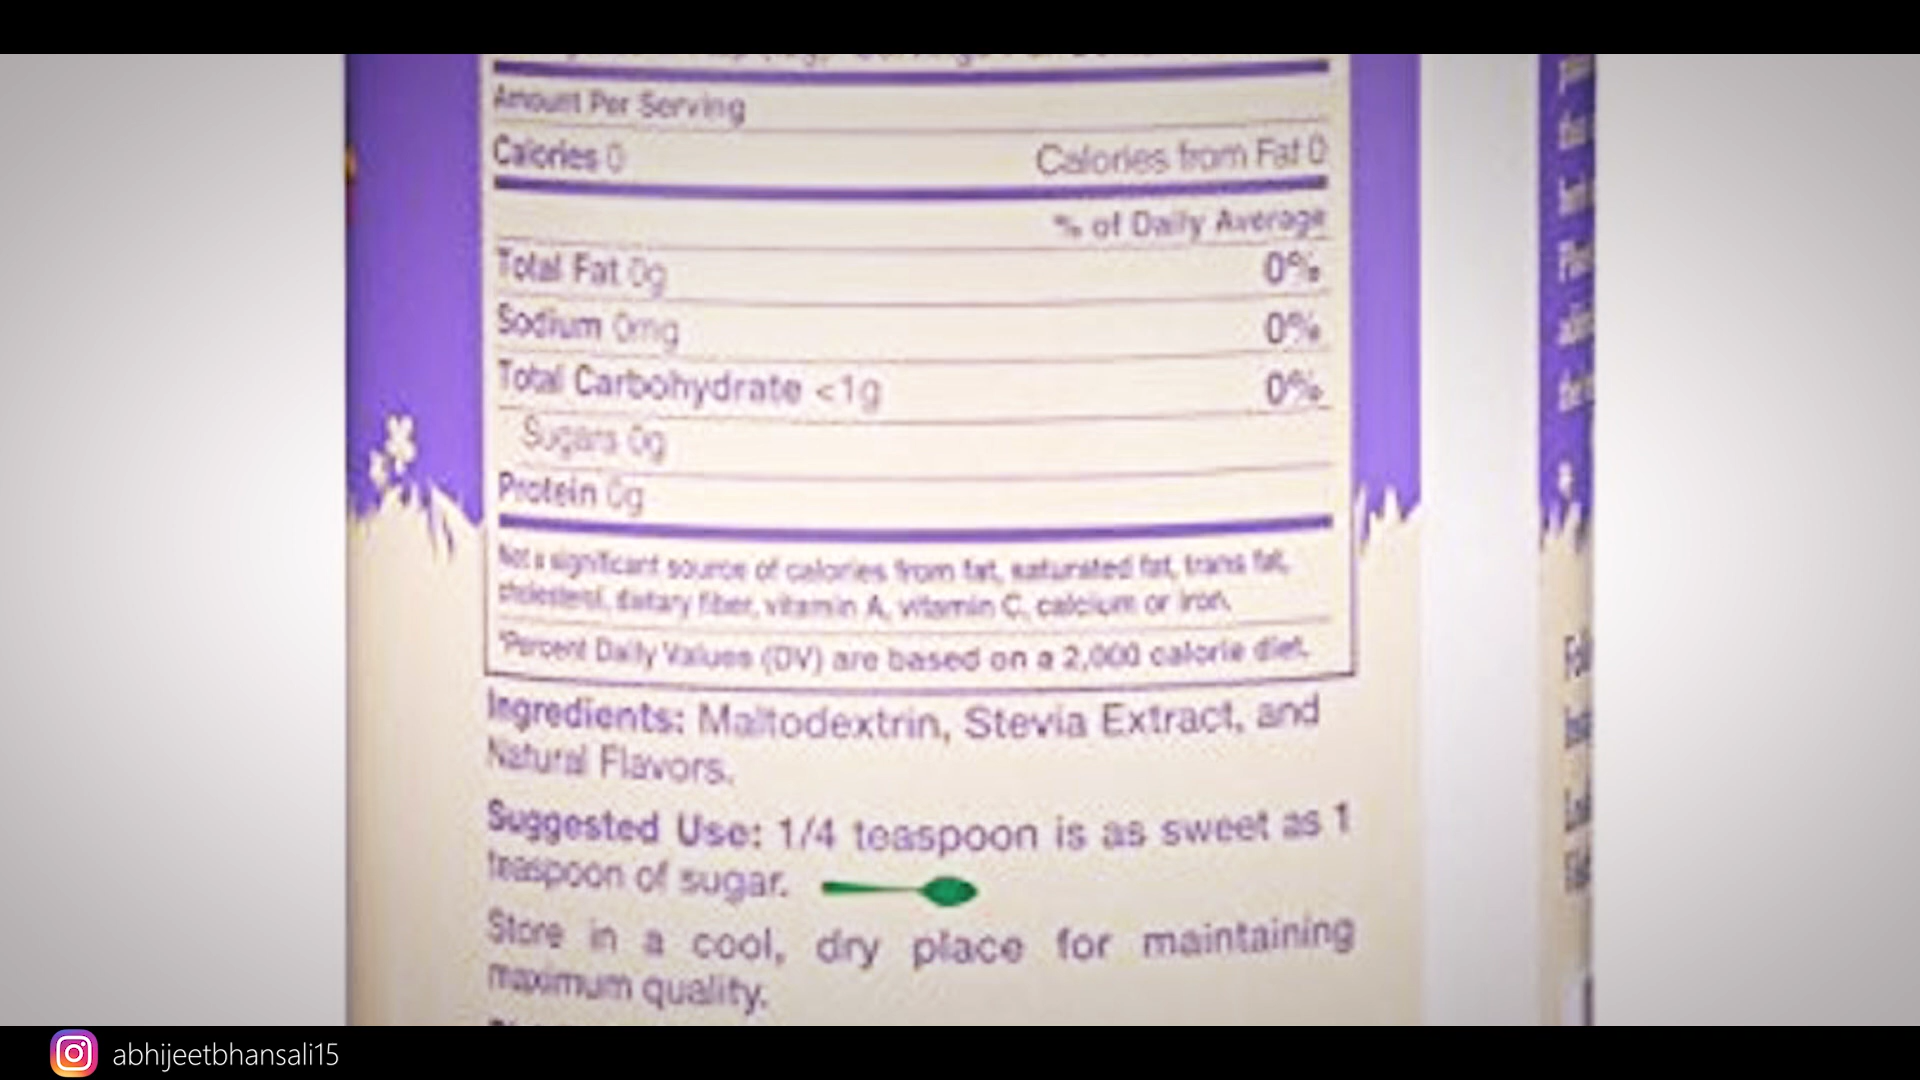 Amount Per Serving
Calories 0 Calories from Fat 0
% of Daily Average
Total Fat 0g 0%
Sodium 0mg 0%
Total Carbohydrate <1g 0%
Sugars 0g
Protein 0g
Not a significant source of calories from fat, saturated fat, trans fat,
cholesterol, dietary fiber, vitamin A, vitamin C, calcium or iron.
*Percent Daily Values (DV) are based on a 2,000 calorie diet.
Ingredients: Maltodextrin, Stevia Extract, and
Natural Flavors.
Suggested Use: 1/4 teaspoon is as sweet as 1
teaspoon of sugar.
Store in a cool, dry place for maintaining
maximum quality.
abhijeetbhansali15